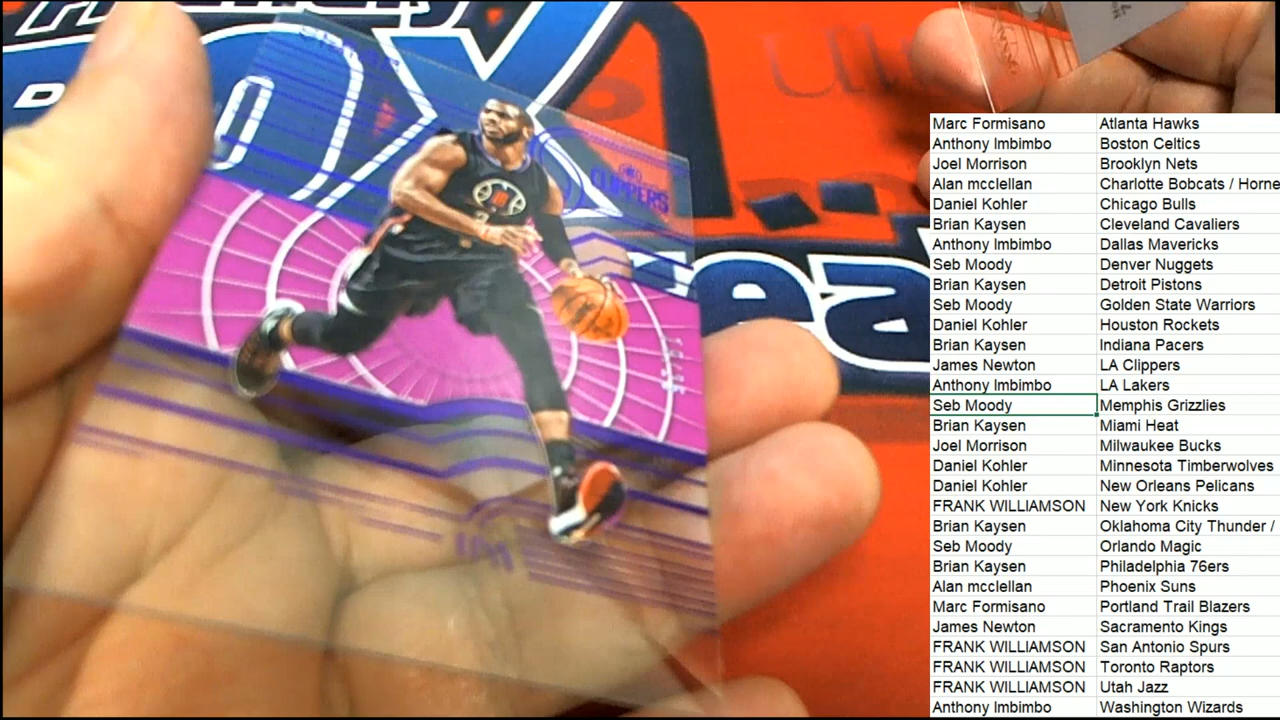 CLIPPERS
ea
Marc Formisano Atlanta Hawks
Anthony Imbimbo Boston Celtics
Joel Morrison Brooklyn Nets
Alan mcclellan Charlotte Bobcats / Horne
Daniel Kohler Chicago Bulls
Brian Kaysen Cleveland Cavaliers
Anthony Imbimbo Dallas Mavericks
Seb Moody Denver Nuggets
Brian Kaysen Detroit Pistons
Seb Moody Golden State Warriors
Daniel Kohler Houston Rockets
Brian Kaysen Indiana Pacers
James Newton LA Clippers
Anthony Imbimbo LA Lakers
Seb Moody Memphis Grizzlies
Brian Kaysen Miami Heat
Joel Morrison Milwaukee Bucks
Daniel Kohler Minnesota Timberwolves
Daniel Kohler New Orleans Pelicans
FRANK WILLIAMSON New York Knicks
Brian Kaysen Oklahoma City Thunder /
Seb Moody Orlando Magic
Brian Kaysen Philadelphia 76ers
Alan mcclellan Phoenix Suns
Marc Formisano Portland Trail Blazers
James Newton Sacramento Kings
FRANK WILLIAMSON San Antonio Spurs
FRANK WILLIAMSON Toronto Raptors
FRANK WILLIAMSON Utah Jazz
Anthony Imbimbo Washington Wizards